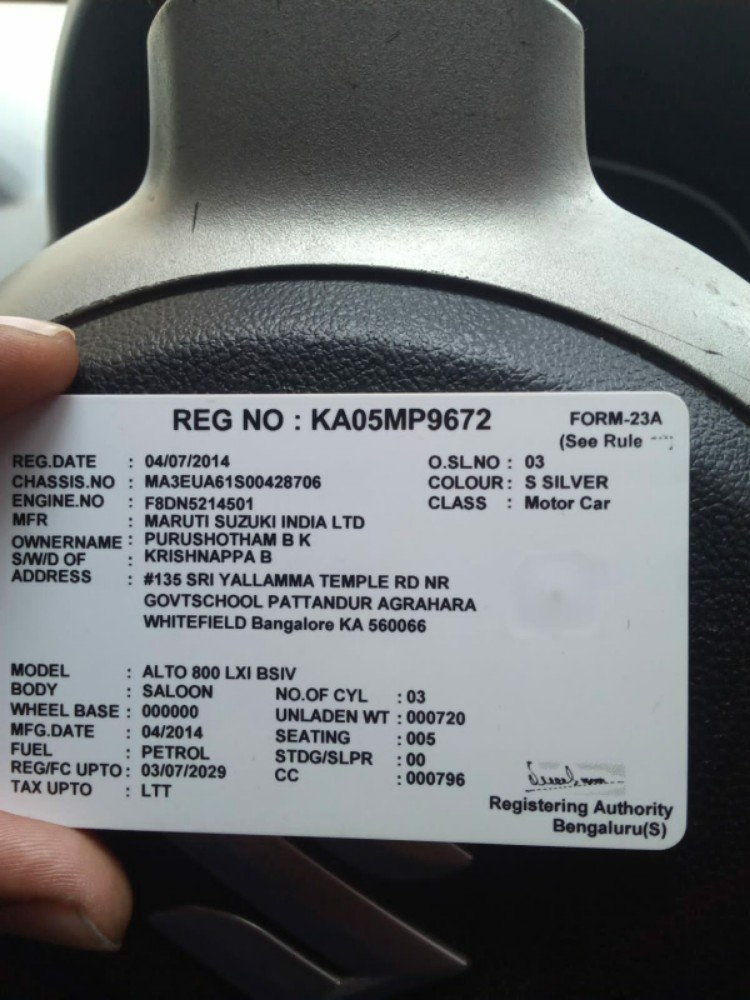 REG NO : KA05MP9672
FORM-23A
(See Rule
REG.DATE : 04/07/2014
O.SL.NO : 03
CHASSIS.NO : MA3EUA61S00428706
COLOUR : S SILVER
ENGINE.NO : F8DN5214501
CLASS : Motor Car
MFR : MARUTI SUZUKI INDIA LTD
OWNERNAME : PURUSHOTHAM B K
S/W/D OF : KRISHNAPPA B
ADDRESS : #135 SRI YALLAMMA TEMPLE RD NR
GOVTSCHOOL PATTANDUR AGRAHARA
WHITEFIELD Bangalore KA 560066
MODEL : ALTO 800 LXI BSIV
BODY : SALOON
NO.OF CYL : 03
WHEEL BASE : 000000
UNLADEN WT : 000720
MFG.DATE : 04/2014
SEATING : 005
FUEL : PETROL
STDG/SLPR : 00
REG/FC UPTO : 03/07/2029
CC : 000796
TAX UPTO : LTT
Registering Authority
Bengaluru(S)